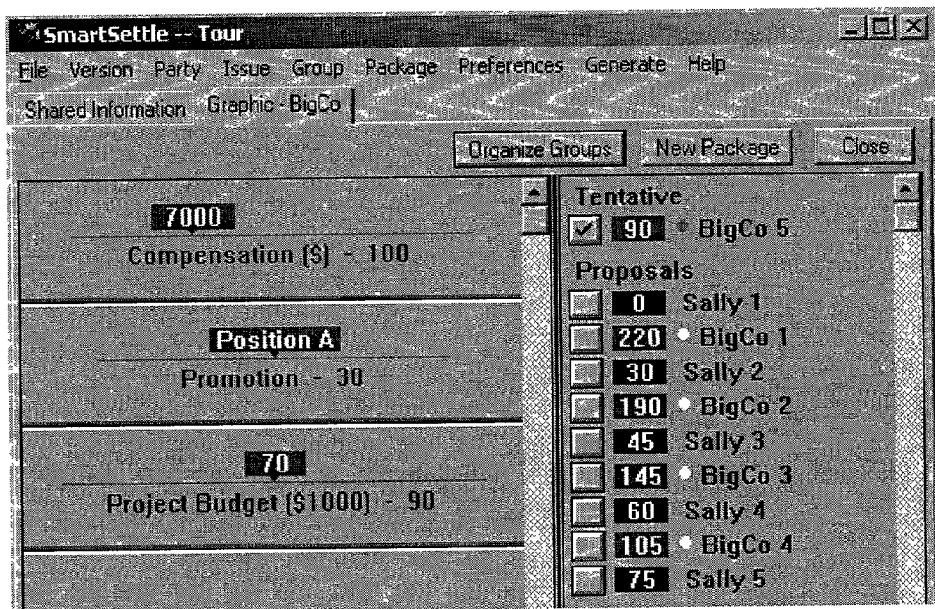 SmartSettle -- Tour
File Version Party Issue Group Package Preferences Generate Help
Shared Information Graphic - BigCo
Organize Groups New Package Close
7000
Compensation ($) - 100
Position A
Promotion - 30
70
Project Budget ($1000) - 90
Tentative
90 BigCo 5
Proposals
0 Sally 1
220 BigCo 1
30 Sally 2
190 BigCo 2
45 Sally 3
145 BigCo 3
60 Sally 4
105 BigCo 4
75 Sally 5